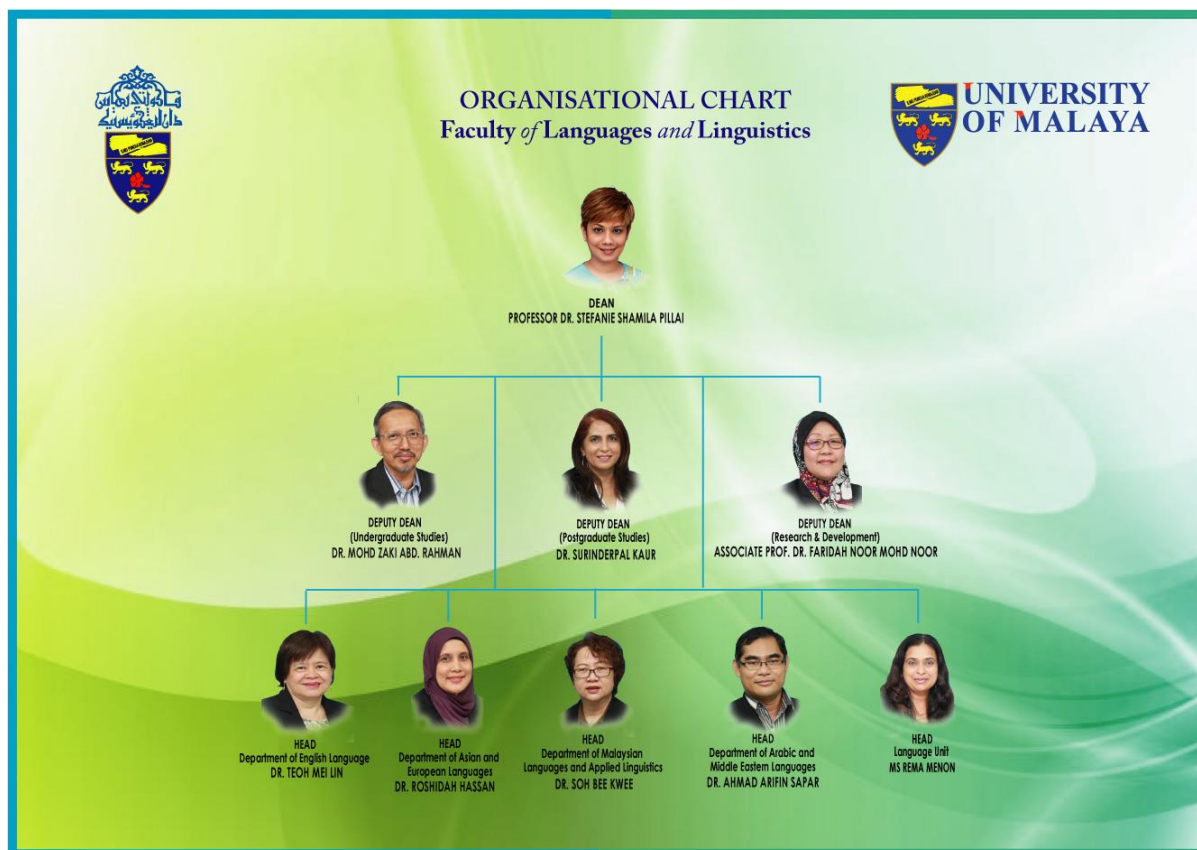 ORGANISATIONAL CHART
Faculty of Languages and Linguistics
UNIVERSITY
OF MALAYA
DEAN
PROFESSOR DR. STEFANIE SHAMILA PILLAI
DEPUTY DEAN
(Undergraduate Studies)
DR. MOHD ZAKI ABD. RAHMAN
DEPUTY DEAN
(Postgraduate Studies)
DR. SURINDERPAL KAUR
DEPUTY DEAN
(Research & Development)
ASSOCIATE PROF. DR. FARIDAH NOOR MOHD NOOR
HEAD
Department of English Language
DR. TEOH MEI LIN
HEAD
Department of Asian and
European Languages
DR. ROSHIDAH HASSAN
HEAD
Department of Malaysian
Languages and Applied Linguistics
DR. SOH BEE KWEE
HEAD
Department of Arabic and
Middle Eastern Languages
DR. AHMAD ARIFIN SAPAR
HEAD
Language Unit
MS REMA MENON